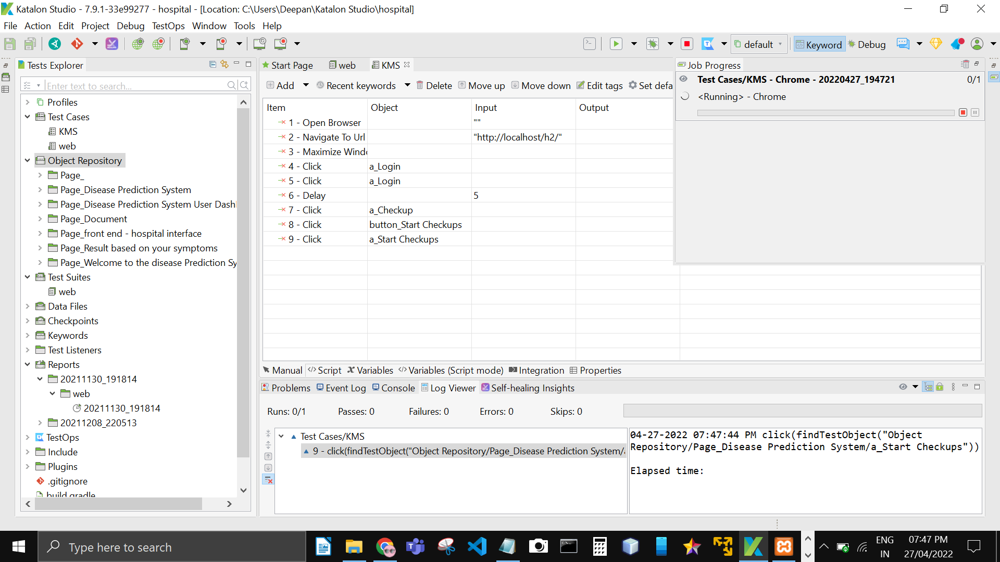 Katalon Studio - 7.9.1-33e99277 - hospital - [Location: C:\Users\Deepan\Katalon Studio\hospital]
File Action Edit Project Debug TestOps Window Tools Help
default Keyword Debug
Tests Explorer
Enter text to search...
Profiles
Test Cases
KMS
web
Object Repository
Page_
Page_Disease Prediction System
Page_Disease Prediction System User Dash
Page_Document
Page_front end - hospital interface
Page_Result based on your symptoms
Page_Welcome to the disease Prediction Sy
Test Suites
web
Data Files
Checkpoints
Keywords
Test Listeners
Reports
20211130_191814
web
20211130_191814
20211208_220513
TestOps
Include
Plugins
.gitignore
build.gradle
Start Page web KMS
Add Recent keywords Delete Move up Move down Edit tags Set defa
Item Object Input Output
1 - Open Browser ""
2 - Navigate To Url "http://localhost/h2/"
3 - Maximize Windo
4 - Click a_Login
5 - Click a_Login
6 - Delay 5
7 - Click a_Checkup
8 - Click button_Start Checkups
9 - Click a_Start Checkups
Job Progress
Test Cases/KMS - Chrome - 20220427_194721 0/1
<Running> - Chrome
Manual Script Variables Variables (Script mode) Integration Properties
Problems Event Log Console Log Viewer Self-healing Insights
Runs: 0/1 Passes: 0 Failures: 0 Errors: 0 Skips: 0
Test Cases/KMS
9 - click(findTestObject("Object Repository/Page_Disease Prediction System/a
04-27-2022 07:47:44 PM click(findTestObject("Object
Repository/Page_Disease Prediction System/a_Start Checkups"))
Elapsed time:
Type here to search
ENG
IN
07:47 PM
27/04/2022